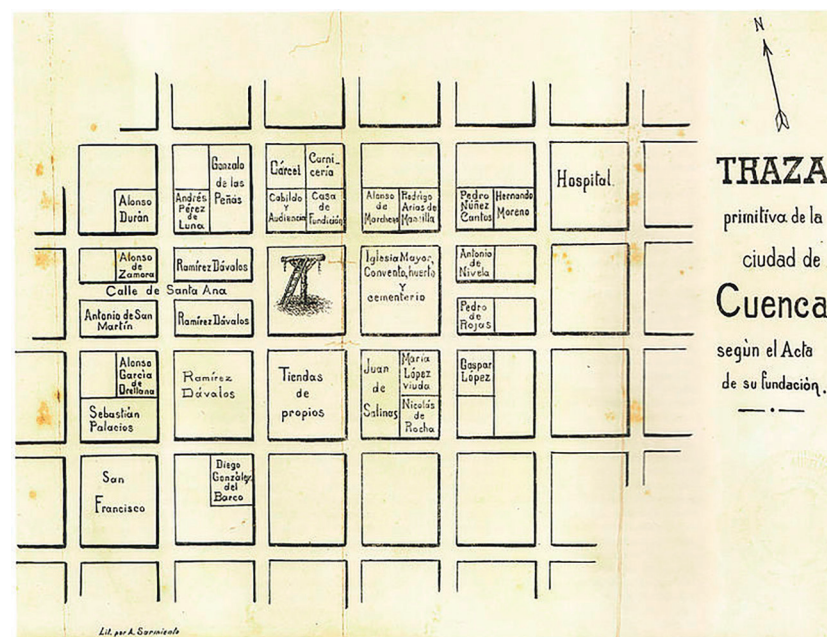 N
TRAZA
primitiva de la
ciudad de
Cuenca
según el Acta
de su fundación.
Gonzalo
de las
Peñas
Cárcel
Carni-
cería
Hospital.
Alonso
Durán
Andrés
Pérez
de
Luna
Cabildo
y
Audiencia
Casa
de
Fundición
Alonso
de
Marchena
Rodrigo
Arias de
Mansilla
Pedro
Núñez
Cantos
Hernando
Moreno
Alonso
de
Zamora
Ramírez Dávalos
Iglesia Mayor,
Convento, huerto
y
cementerio
Antonio
de
Nivela
Calle de Santa Ana
Antonio de San
Martín
Ramírez Dávalos
Pedro
de
Rojas
Alonso
García
de
Orellana
Sebastián
Palacios
Ramírez
Dávalos
Tiendas
de
propios
Juan
de
Salinas
María
López
viuda
Nicolás
de
Rocha
Gaspar
López
San
Francisco
Diego
González
del
Barco
Lit. por A. Sarmiento